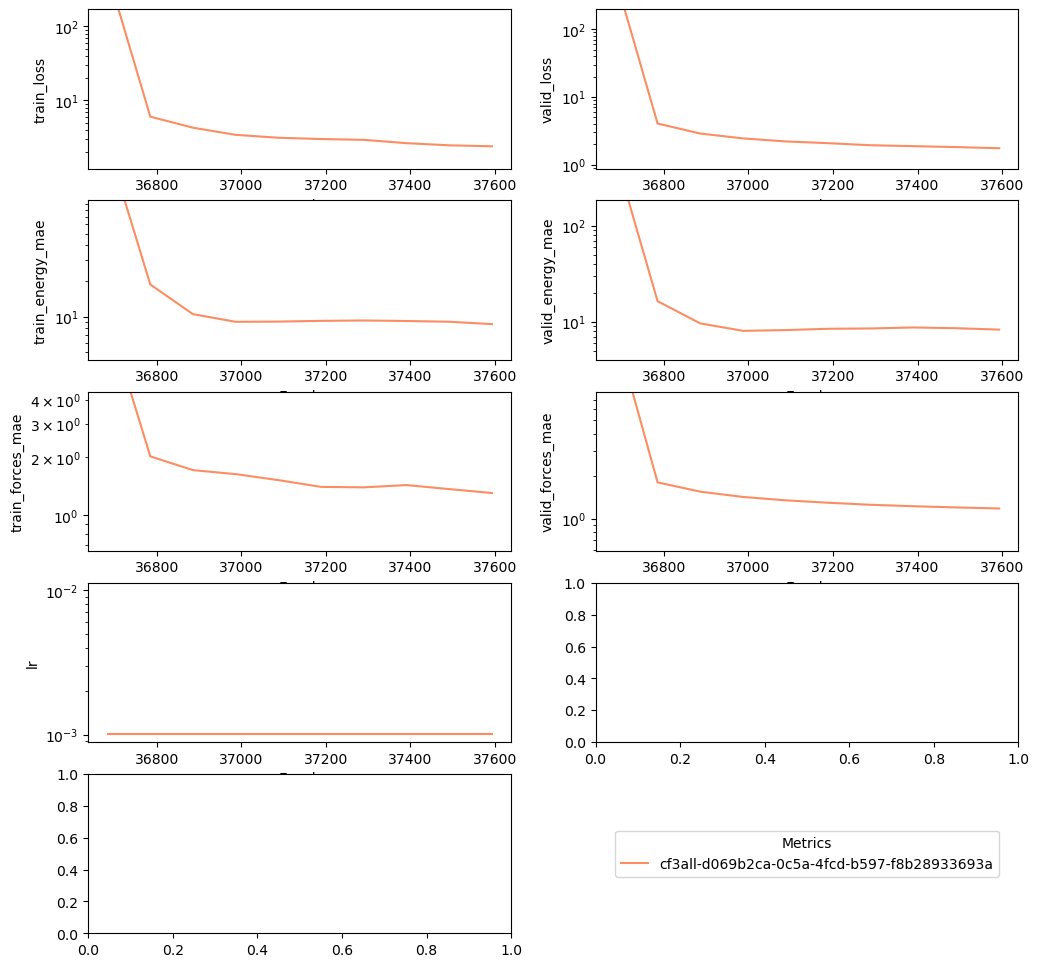 train_loss
10²
10¹
36800 37000 37200 37400 37600
valid_loss
10²
10¹
10⁰
36800 37000 37200 37400 37600
train_energy_mae
10¹
36800 37000 37200 37400 37600
valid_energy_mae
10²
10¹
36800 37000 37200 37400 37600
train_forces_mae
4 × 10⁰
3 × 10⁰
2 × 10⁰
10⁰
36800 37000 37200 37400 37600
valid_forces_mae
10⁰
36800 37000 37200 37400 37600
lr
10⁻²
10⁻³
36800 37000 37200 37400 37600
1.0
0.8
0.6
0.4
0.2
0.0
0.0 0.2 0.4 0.6 0.8 1.0
1.0
0.8
0.6
0.4
0.2
0.0
0.0 0.2 0.4 0.6 0.8 1.0
Metrics
cf3all-d069b2ca-0c5a-4fcd-b597-f8b28933693a